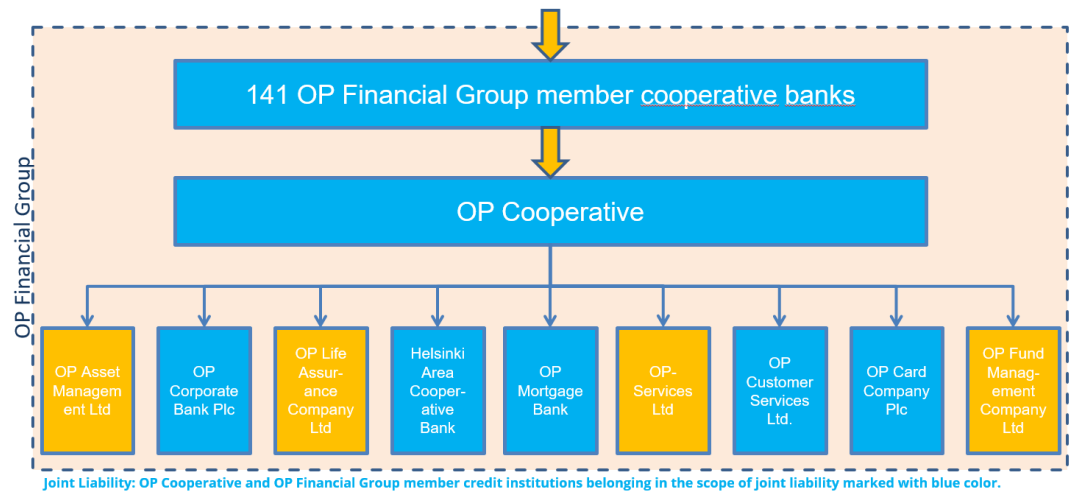 141 OP Financial Group member cooperative banks
OP Cooperative
OP Financial Group
OP Asset
Managem
ent Ltd
OP
Corporate
Bank Plc
OP Life
Assur-
ance
Company
Ltd
Helsinki
Area
Cooper-
ative
Bank
OP
Mortgage
Bank
OP-
Services
Ltd
OP
Customer
Services
Ltd.
OP Card
Company
Plc
OP Fund
Manag-
ement
Company
Ltd
Joint Liability: OP Cooperative and OP Financial Group member credit institutions belonging in the scope of joint liability marked with blue color.